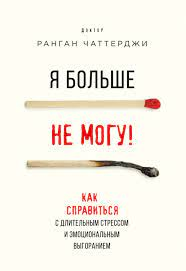 ДОКТОР
РАНГАН ЧАТТЕРДЖИ
Я БОЛЬШЕ
НЕ МОГУ!
КАК
СПРАВИТЬСЯ
С ДЛИТЕЛЬНЫМ СТРЕССОМ
И ЭМОЦИОНАЛЬНЫМ
ВЫГОРАНИЕМ